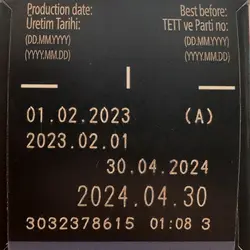 Production date: Best before:
Üretim Tarihi: TETT ve Parti no:
(DD.MM.YYYY) (DD.MM.YYYY)
(YYYY.MM.DD) (YYYY.MM.DD)
01.02.2023 (A)
2023.02.01
30.04.2024
2024.04.30
3032378615 01:08 3